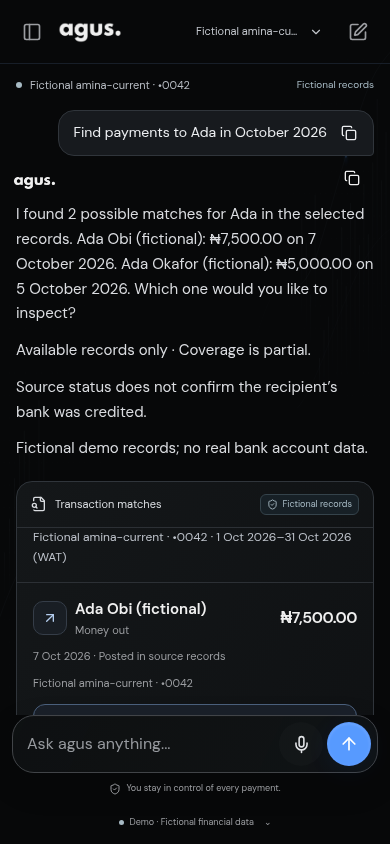 agus.
Fictional amina-cu...
Fictional amina-current · •0042
Fictional records
Find payments to Ada in October 2026
agus.
I found 2 possible matches for Ada in the selected
records. Ada Obi (fictional): ₦7,500.00 on 7
October 2026. Ada Okafor (fictional): ₦5,000.00 on
5 October 2026. Which one would you like to
inspect?
Available records only · Coverage is partial.
Source status does not confirm the recipient’s
bank was credited.
Fictional demo records; no real bank account data.
Transaction matches
Fictional records
Fictional amina-current · •0042 · 1 Oct 2026–31 Oct 2026
(WAT)
Ada Obi (fictional)
₦7,500.00
Money out
7 Oct 2026 · Posted in source records
Fictional amina-current · •0042
Ask agus anything...
You stay in control of every payment.
Demo · Fictional financial data